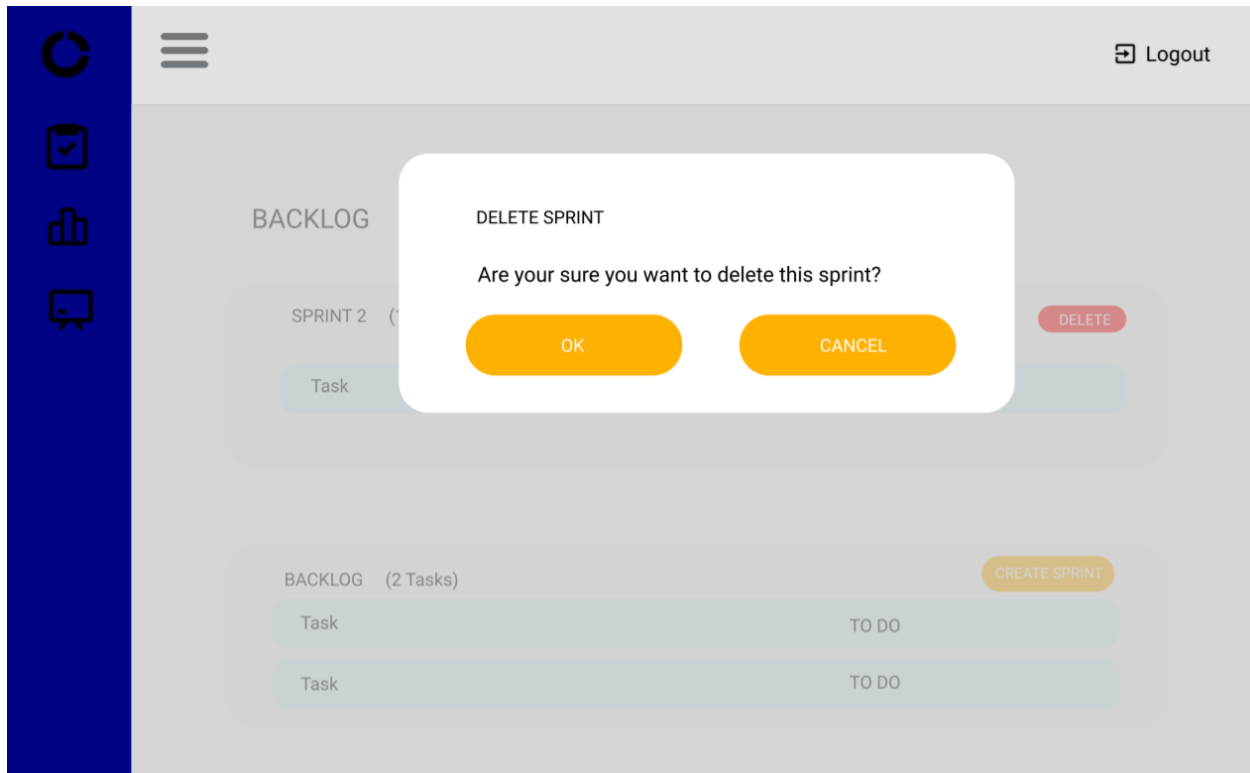 Logout
BACKLOG
DELETE SPRINT
Are your sure you want to delete this sprint?
SPRINT 2
DELETE
OK
CANCEL
Task
BACKLOG (2 Tasks)
CREATE SPRINT
Task TO DO
Task TO DO